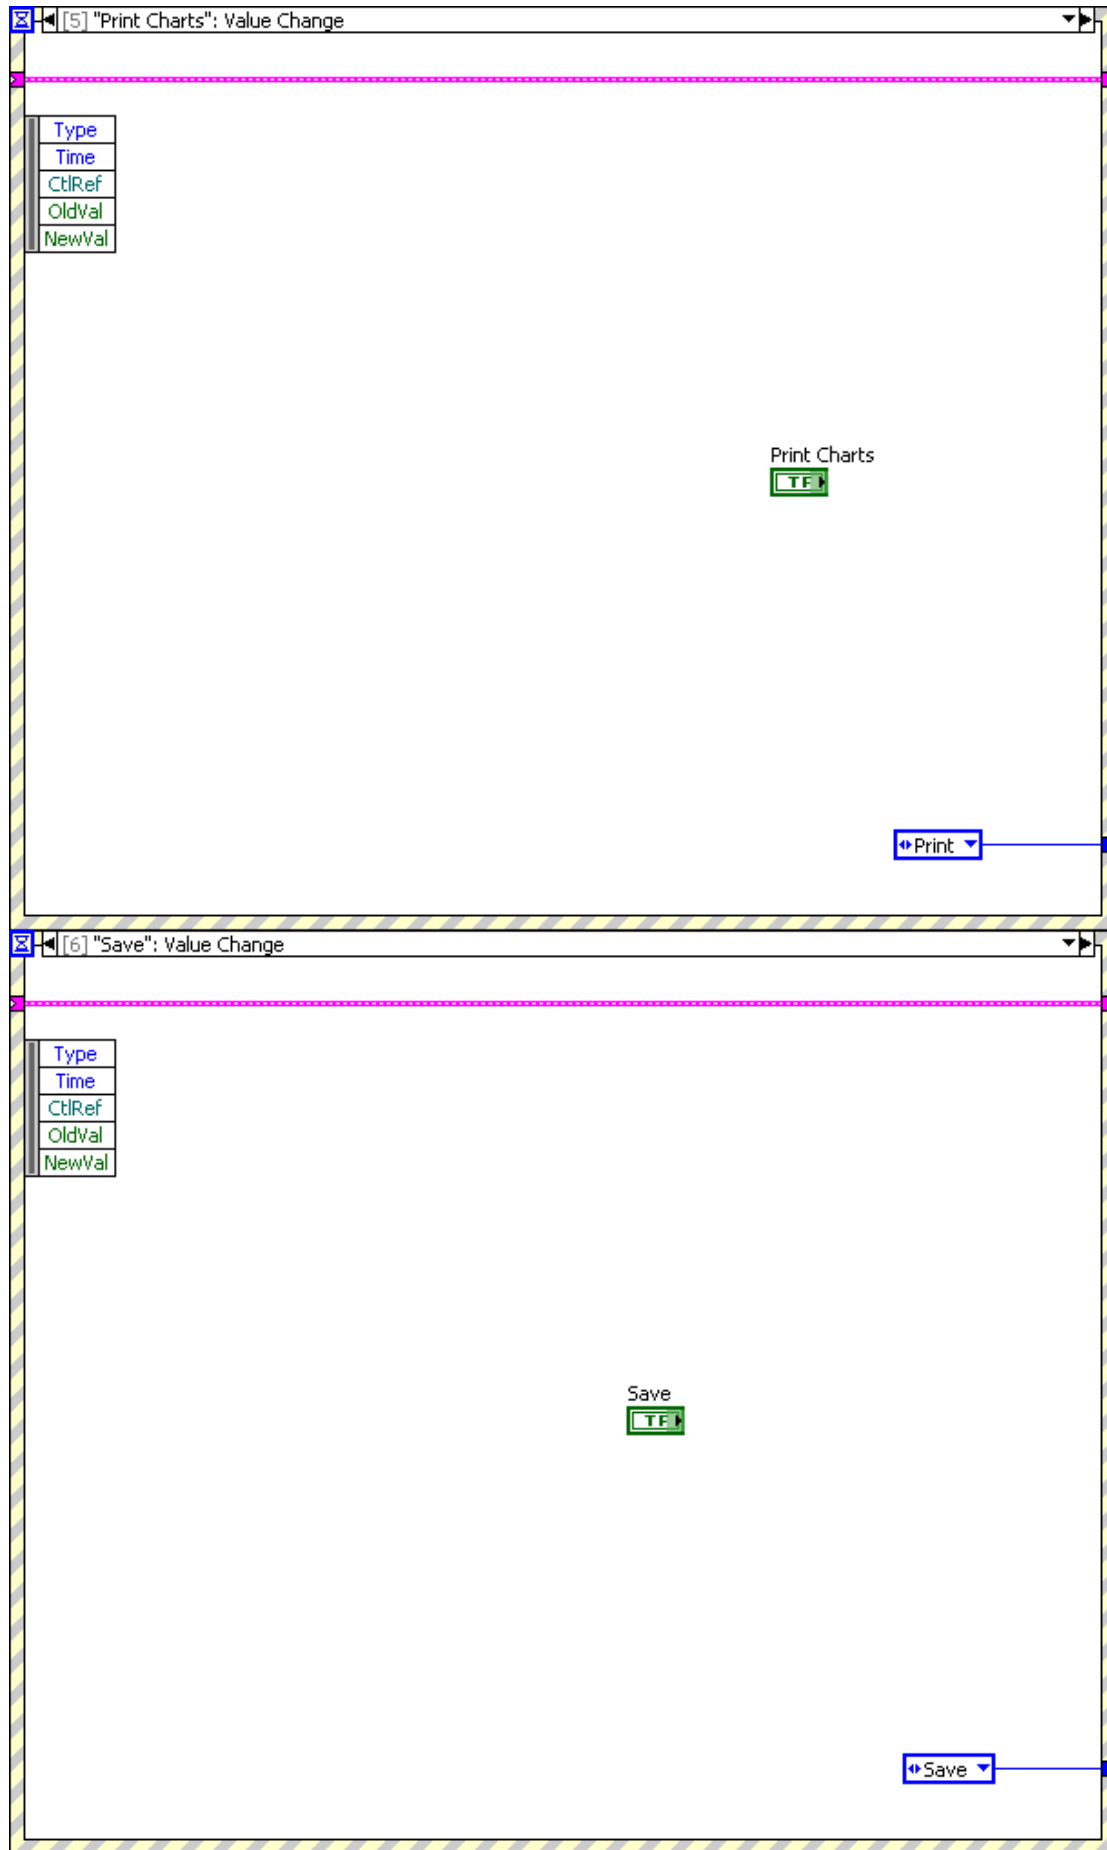 [5] "Print Charts": Value Change
Type
Time
CtlRef
OldVal
NewVal
Print Charts
TF
Print
[6] "Save": Value Change
Type
Time
CtlRef
OldVal
NewVal
Save
TF
Save